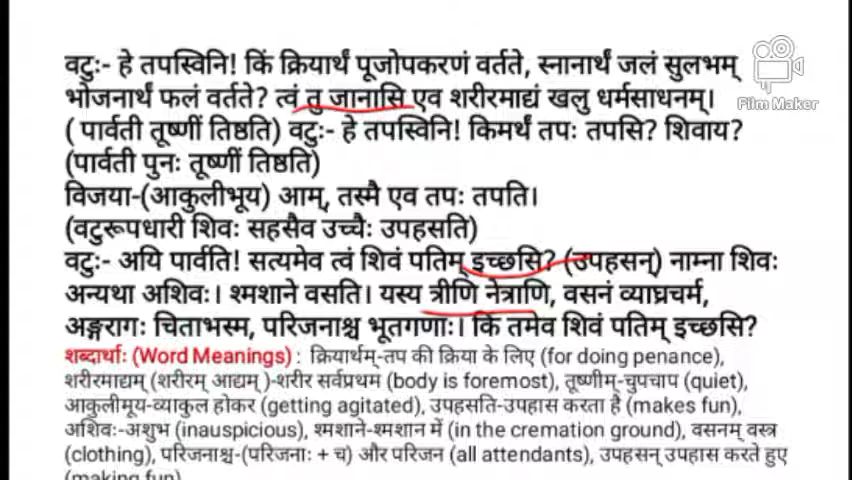 वटुः- हे तपस्विनि! किं क्रियार्थं पूजोपकरणं वर्तते, स्नानार्थं जलं सुलभम्
भोजनार्थं फलं वर्तते? त्वं तु जानासि एव शरीरमाद्यं खलु धर्मसाधनम्।
Film Maker
( पार्वती तूष्णीं तिष्ठति) वटुः- हे तपस्विनि! किमर्थं तपः तपसि? शिवाय?
(पार्वती पुनः तूष्णीं तिष्ठति)
विजया-(आकुलीभूय) आम्, तस्मै एव तपः तपति।
(वटुरूपधारी शिवः सहसैव उच्चैः उपहसति)
वटुः- अयि पार्वति! सत्यमेव त्वं शिवं पतिम् इच्छसि? (उपहसन्) नाम्ना शिवः
अन्यथा अशिवः। श्मशाने वसति। यस्य त्रीणि नेत्राणि, वसनं व्याघ्रचर्म,
अङ्गरागः चिताभस्म, परिजनाश्च भूतगणाः। किं तमेव शिवं पतिम् इच्छसि?
शब्दार्थाः (Word Meanings) : क्रियार्थम्-तप की क्रिया के लिए (for doing penance),
शरीरमाद्यम् (शरीरम् आद्यम् )-शरीर सर्वप्रथम (body is foremost), तूष्णीम्-चुपचाप (quiet),
आकुलीमूय-व्याकुल होकर (getting agitated), उपहसति-उपहास करता है (makes fun),
अशिवः-अशुभ (inauspicious), श्मशाने-श्मशान में (in the cremation ground), वसनम् वस्त्र
(clothing), परिजनाश्च-(परिजनाः + च) और परिजन (all attendants), उपहसन् उपहास करते हुए
(making fun)